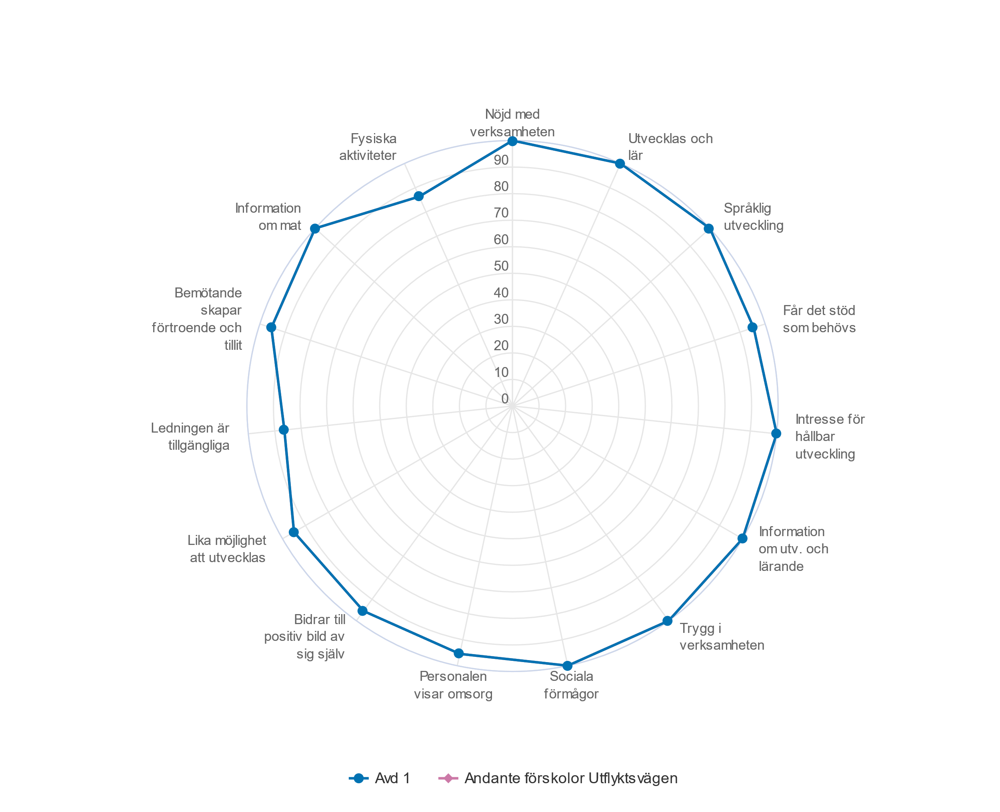 Nöjd med
verksamheten
Utvecklas och
lär
Språklig
utveckling
Får det stöd
som behövs
Intresse för
hållbar
utveckling
Information
om utv. och
lärande
Trygg i
verksamheten
Sociala
förmågor
Personalen
visar omsorg
Bidrar till
positiv bild av
sig själv
Lika möjlighet
att utvecklas
Ledningen är
tillgängliga
Bemötande
skapar
förtroende och
tillit
Information
om mat
Fysiska
aktiviteter
90
80
70
60
50
40
30
20
10
0
Avd 1
Andante förskolor Utflyktsvägen